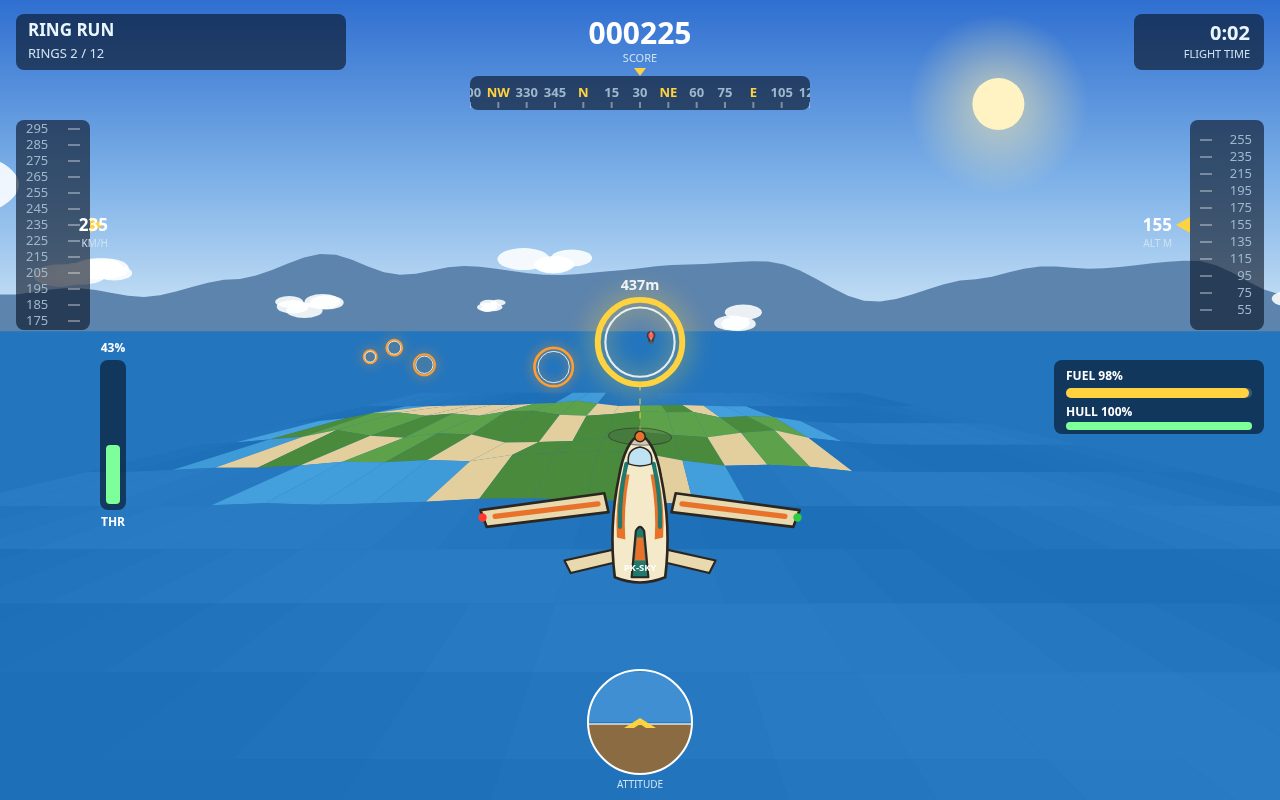 RING RUN
RINGS 2 / 12
000225
SCORE
0:02
FLIGHT TIME
NW 330 345 N 15 30 NE 60 75 E 105
295
285
275
265
255
245
235
225
215
205
195
185
175
235
KM/H
255
235
215
195
175
155
135
115
95
75
55
155
ALT M
437m
43%
THR
FUEL 98%
HULL 100%
PK-SKY
ATTITUDE